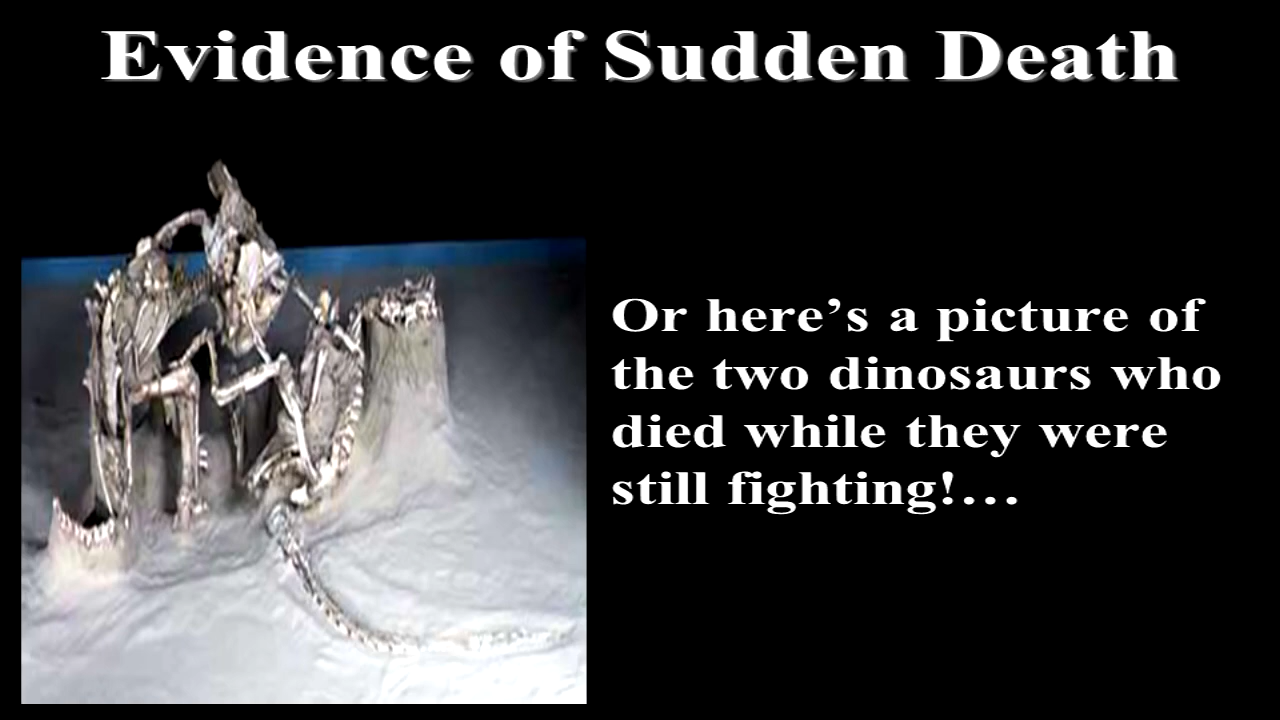 Evidence of Sudden Death
Or here’s a picture of
the two dinosaurs who
died while they were
still fighting!…